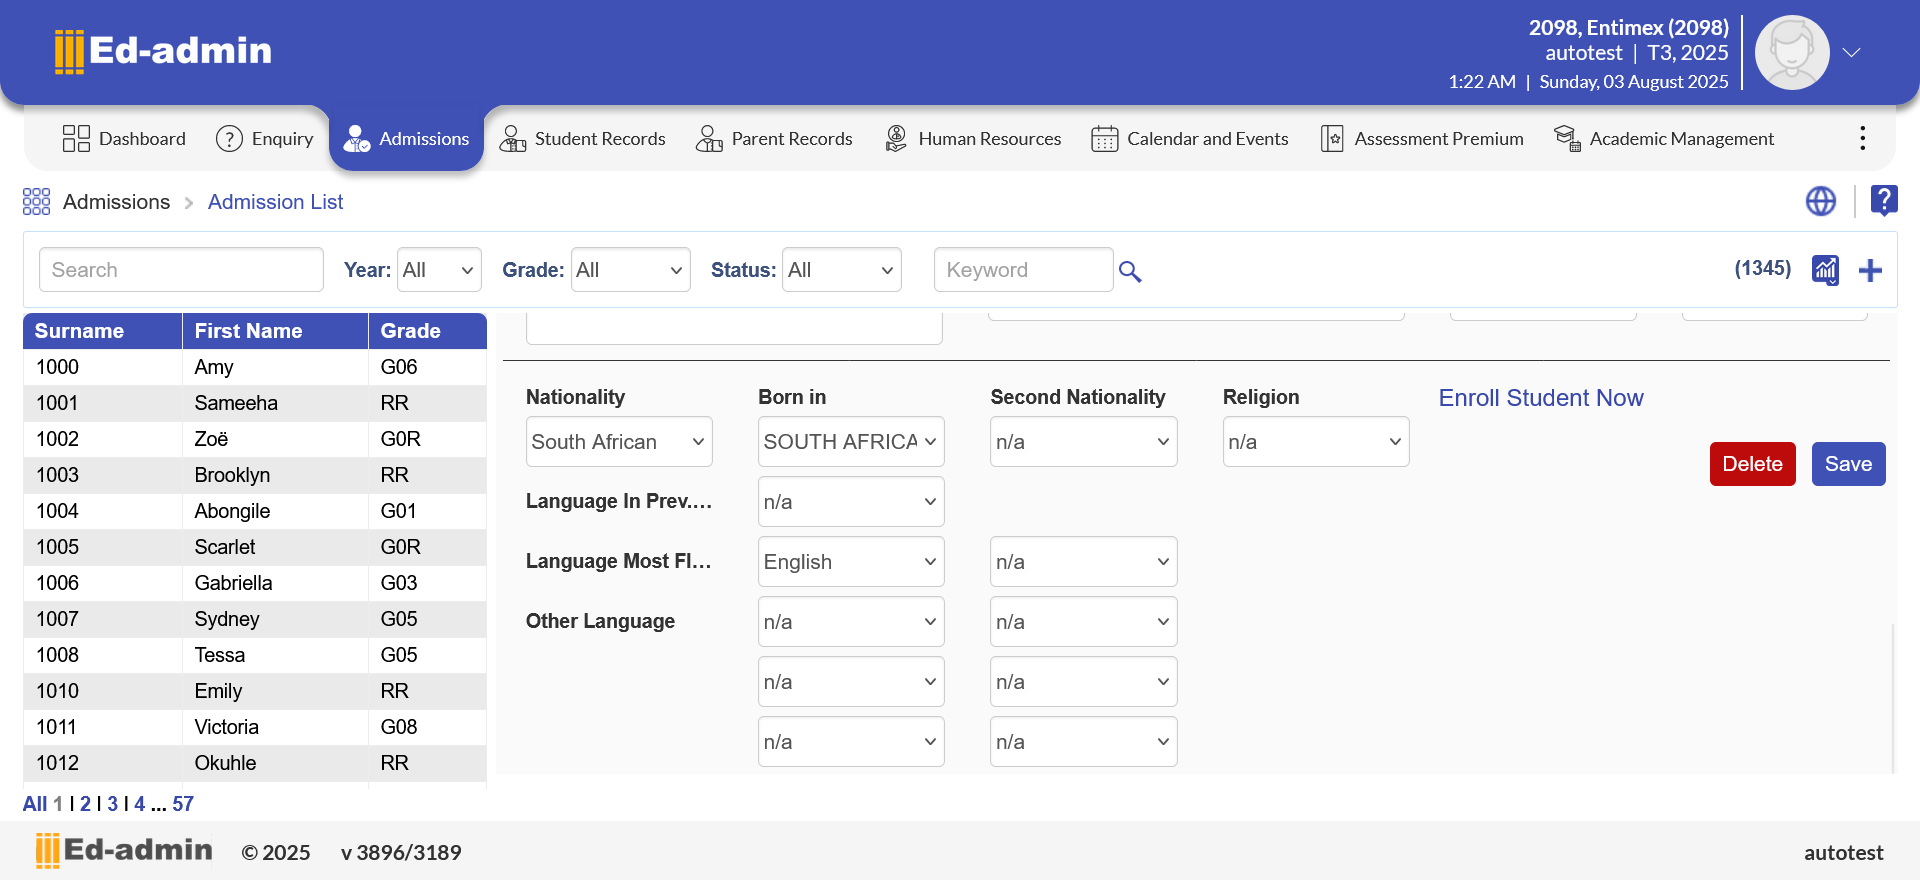 Ed-admin
2098, Entimex (2098)
autotest | T3, 2025
1:22 AM | Sunday, 03 August 2025
Dashboard Enquiry Admissions Student Records Parent Records Human Resources Calendar and Events Assessment Premium Academic Management
Admissions Admission List
Search Year: All Grade: All Status: All Keyword (1345)
Surname First Name Grade
1000 Amy G06
1001 Sameeha RR
1002 Zoë G0R
1003 Brooklyn RR
1004 Abongile G01
1005 Scarlet G0R
1006 Gabriella G03
1007 Sydney G05
1008 Tessa G05
1010 Emily RR
1011 Victoria G08
1012 Okuhle RR
All 1 | 2 | 3 | 4 ... 57
Nationality Born in Second Nationality Religion Enroll Student Now
South African SOUTH AFRICA n/a n/a
Delete Save
Language In Prev.... n/a
Language Most Fl... English n/a
Other Language n/a n/a
n/a n/a
n/a n/a
Ed-admin © 2025 v 3896/3189 autotest